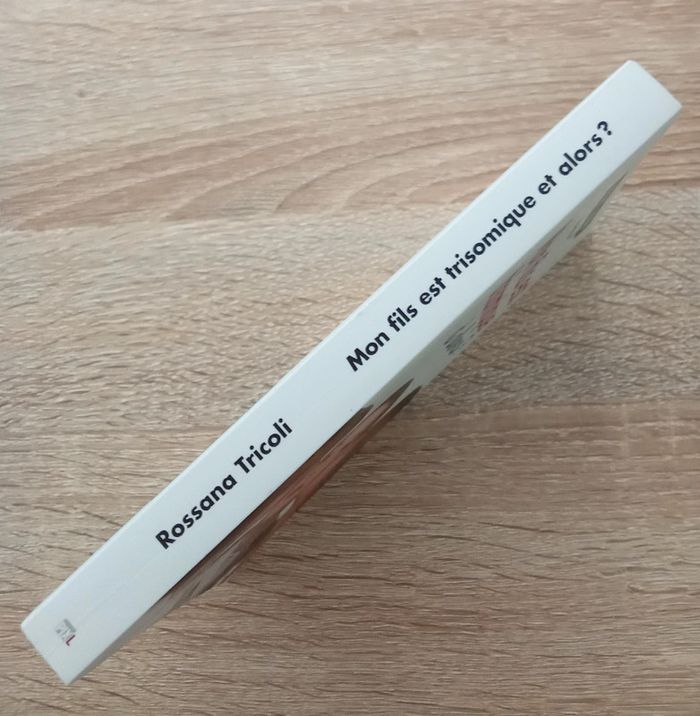 Rossana Tricoli
Mon fils est trisomique et alors ?